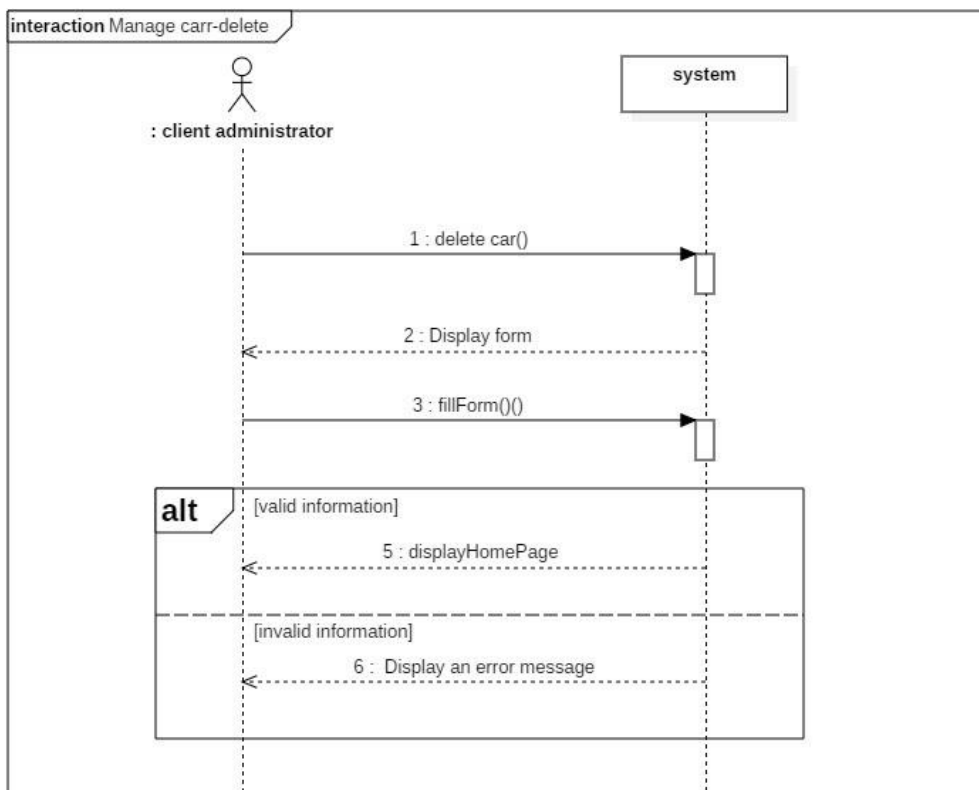 interaction Manage carr-delete
system
: client administrator
1 : delete car()
2 : Display form
3 : fillForm()()
alt
[valid information]
5 : displayHomePage
[invalid information]
6 : Display an error message